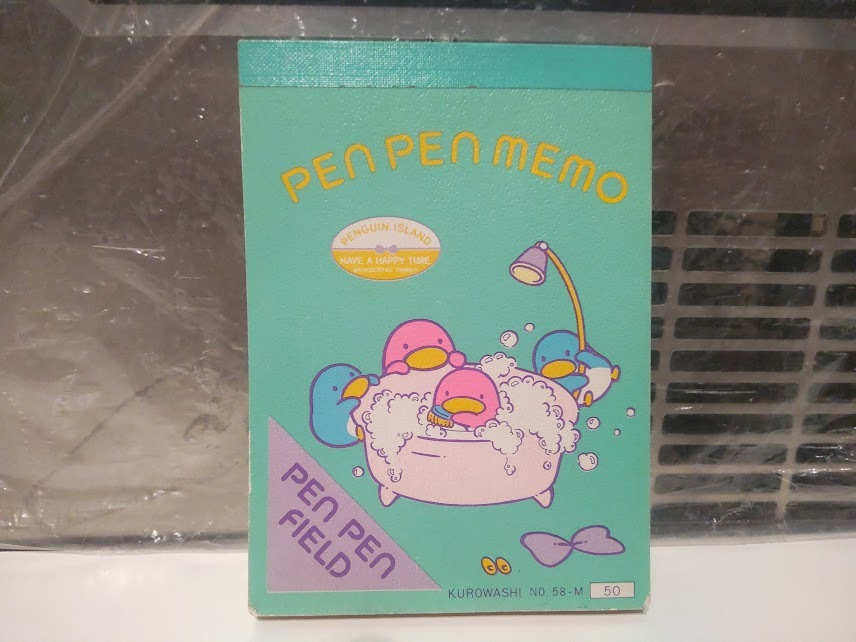 PEN PEN MEMO
PENGUIN ISLAND
HAVE A HAPPY TIME
PEN PEN
FIELD
KUROWASHI NO. 58-M 50